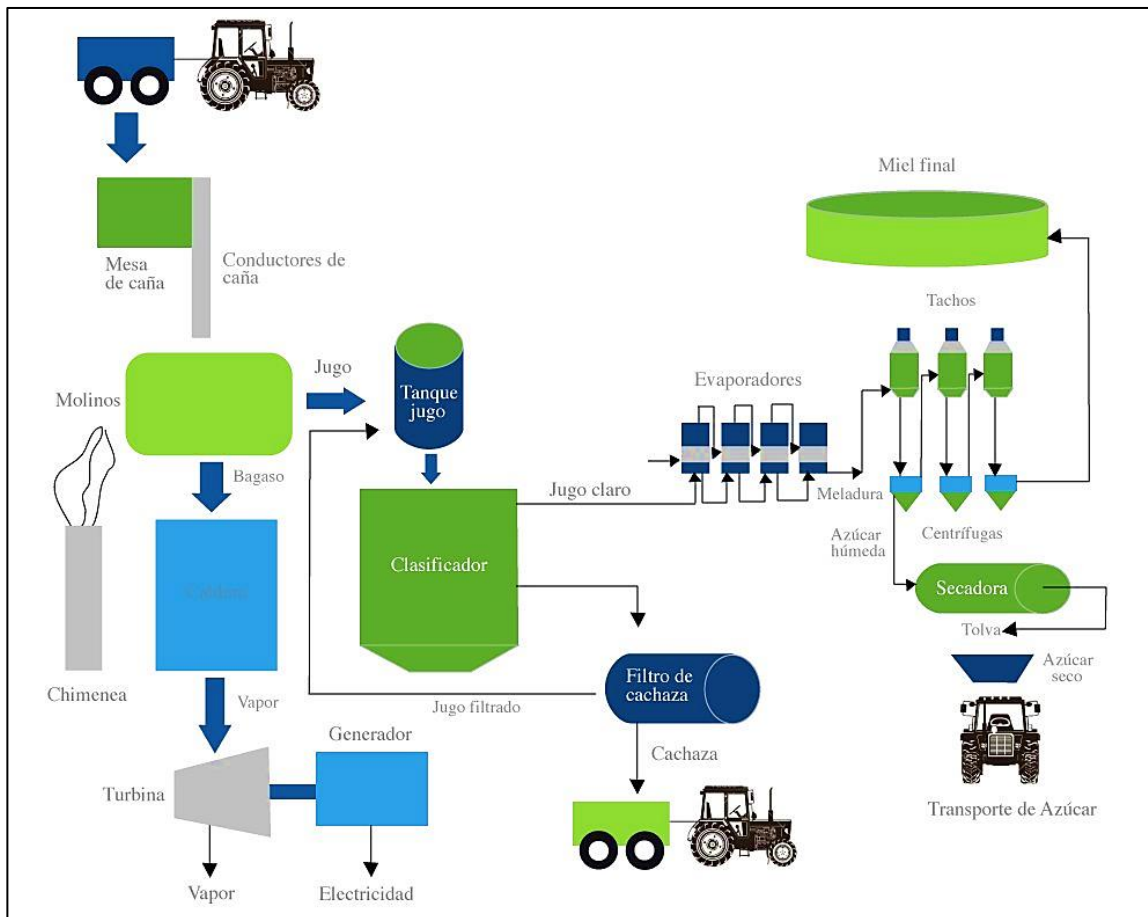 Miel final
Mesa
de caña
Conductores de
caña
Tachos
Jugo
Molinos
Tanque
jugo
Evaporadores
Bagaso
Jugo claro
Meladura
Azúcar
húmeda
Centrífugas
Clasificador
Caldera
Secadora
Tolva
Azúcar
seco
Chimenea
Vapor
Jugo filtrado
Filtro de
cachaza
Generador
Cachaza
Turbina
Transporte de Azúcar
Vapor
Electricidad